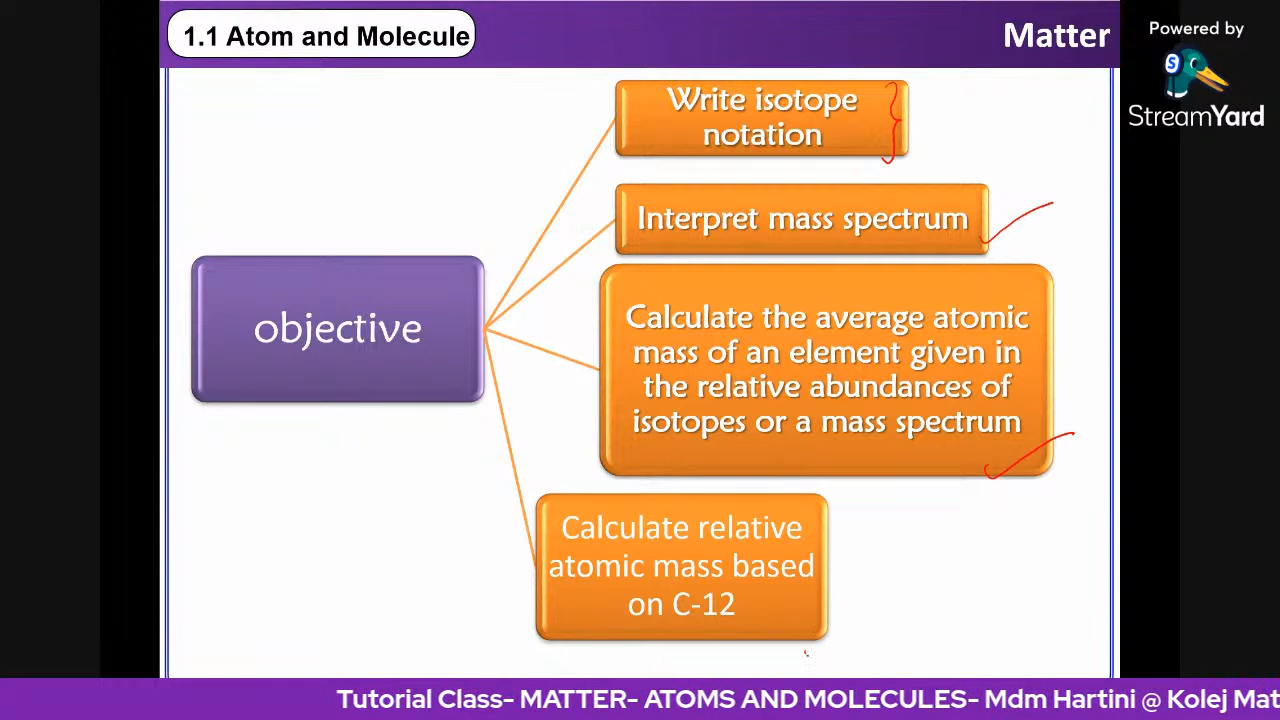 1.1 Atom and Molecule
Matter
Powered by
S
StreamYard
Write isotope
notation
Interpret mass spectrum
objective
Calculate the average atomic
mass of an element given in
the relative abundances of
isotopes or a mass spectrum
Calculate relative
atomic mass based
on C-12
Tutorial Class- MATTER- ATOMS AND MOLECULES- Mdm Hartini @ Kolej Mat